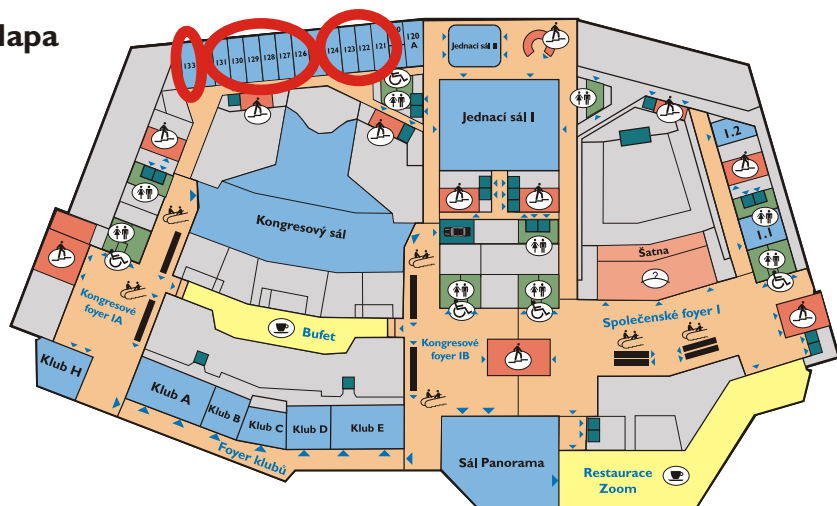 Mapa
133
131
130
129
128
127
126
124
123
122
121
120
A
Jednací sál II
Jednací sál I
1.2
1.1
Kongresový sál
Šatna
2
Kongresové
foyer IA
Bufet
Kongresové
foyer IB
Společenské foyer I
Klub H
Klub A
Klub B
Klub C
Klub D
Klub E
Foyer klubů
Sál Panorama
Restaurace
Zoom